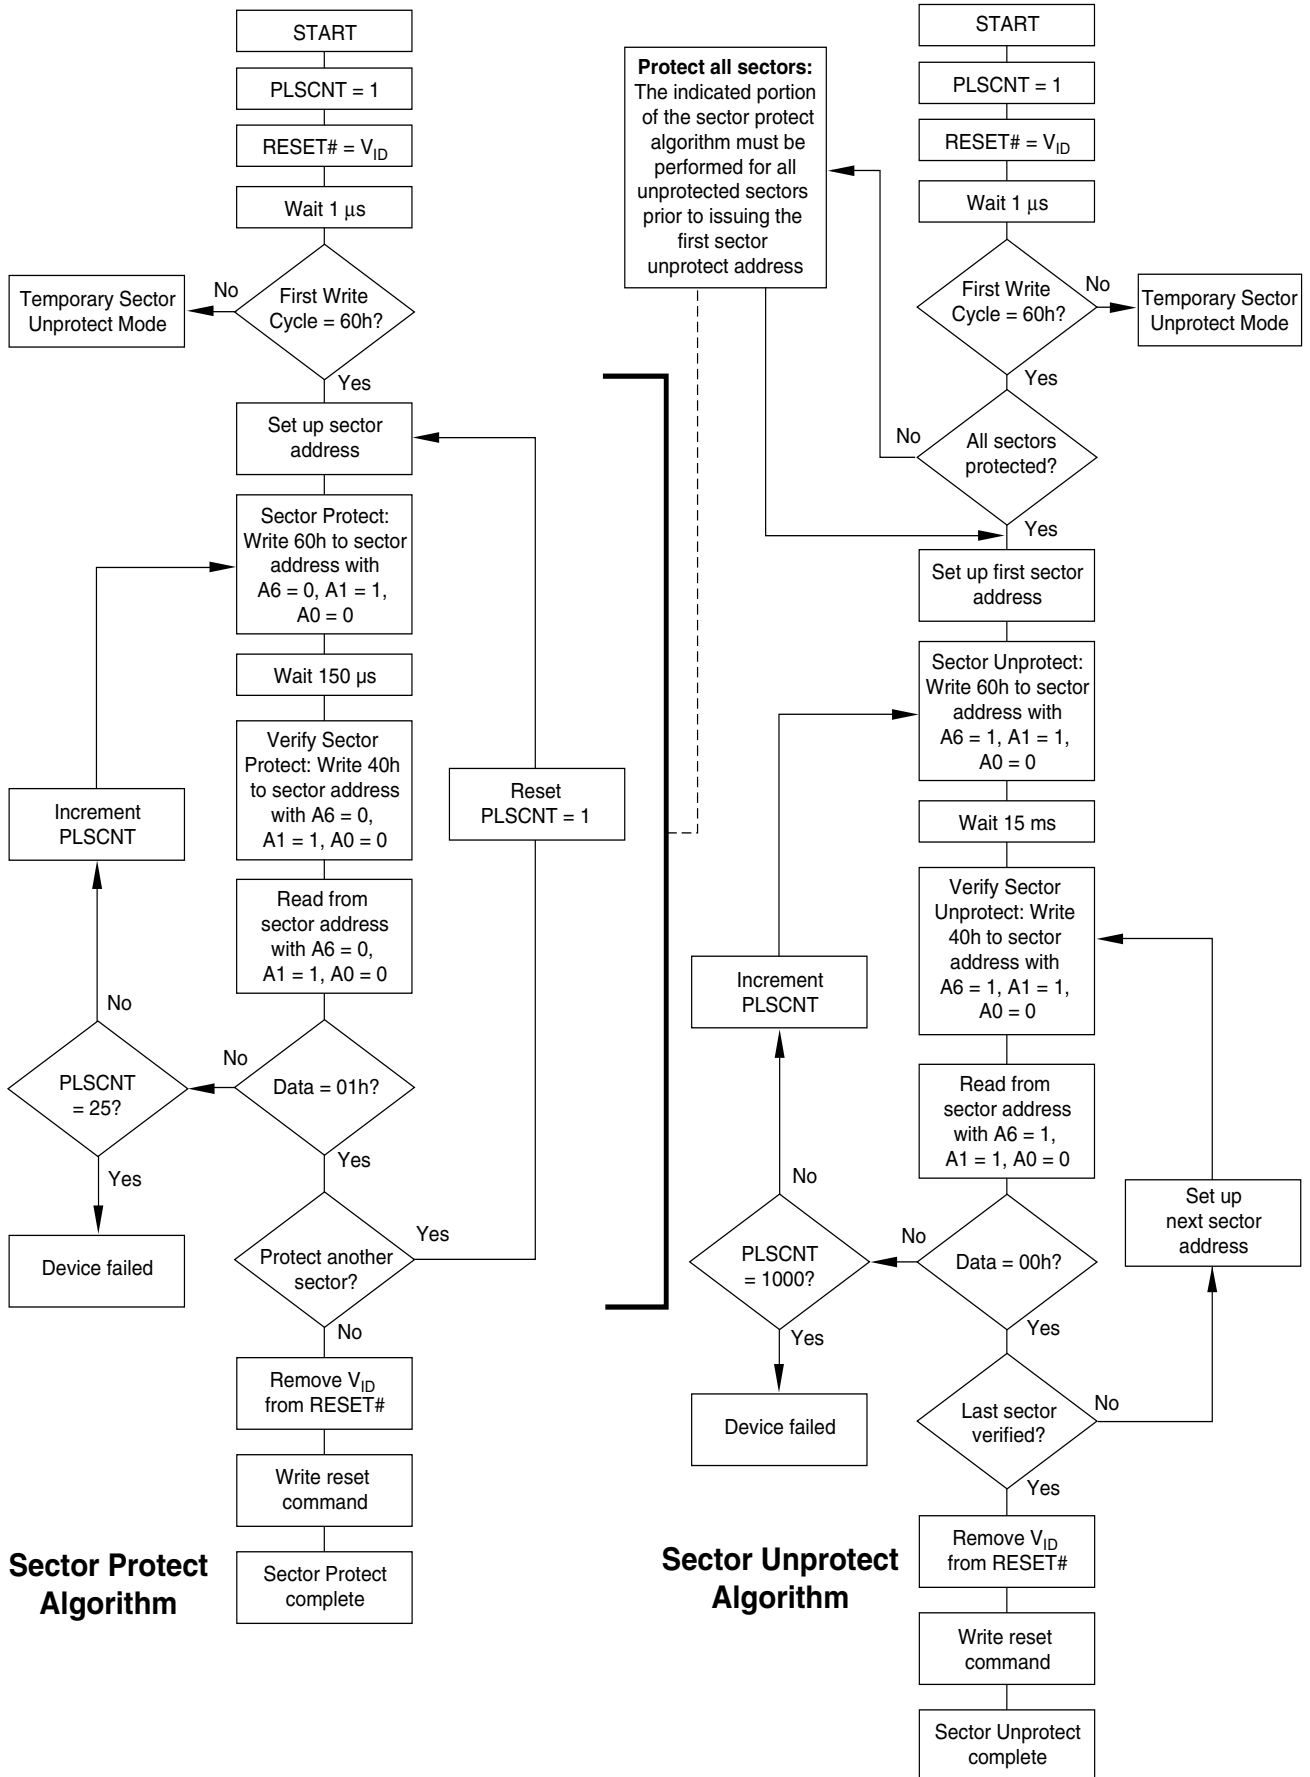 START
PLSCNT = 1
RESET# = VID
Wait 1 μs
First Write
Cycle = 60h?
No
Temporary Sector
Unprotect Mode
Yes
Set up sector
address
Sector Protect:
Write 60h to sector
address with
A6 = 0, A1 = 1,
A0 = 0
Wait 150 µs
Verify Sector
Protect: Write 40h
to sector address
with A6 = 0,
A1 = 1, A0 = 0
Read from
sector address
with A6 = 0,
A1 = 1, A0 = 0
Data = 01h?
No
PLSCNT
= 25?
No
Increment
PLSCNT
Yes
Device failed
Yes
Protect another
sector?
Yes
Reset
PLSCNT = 1
No
Remove VID
from RESET#
Write reset
command
Sector Protect
complete
Sector Protect
Algorithm
Protect all sectors:
The indicated portion
of the sector protect
algorithm must be
performed for all
unprotected sectors
prior to issuing the
first sector
unprotect address
START
PLSCNT = 1
RESET# = VID
Wait 1 μs
First Write
Cycle = 60h?
No
Temporary Sector
Unprotect Mode
Yes
All sectors
protected?
No
Yes
Set up first sector
address
Sector Unprotect:
Write 60h to sector
address with
A6 = 1, A1 = 1,
A0 = 0
Wait 15 ms
Verify Sector
Unprotect: Write
40h to sector
address with
A6 = 1, A1 = 1,
A0 = 0
Read from
sector address
with A6 = 1,
A1 = 1, A0 = 0
Data = 00h?
No
PLSCNT
= 1000?
No
Increment
PLSCNT
Yes
Device failed
Yes
Last sector
verified?
No
Set up
next sector
address
Yes
Remove VID
from RESET#
Write reset
command
Sector Unprotect
complete
Sector Unprotect
Algorithm